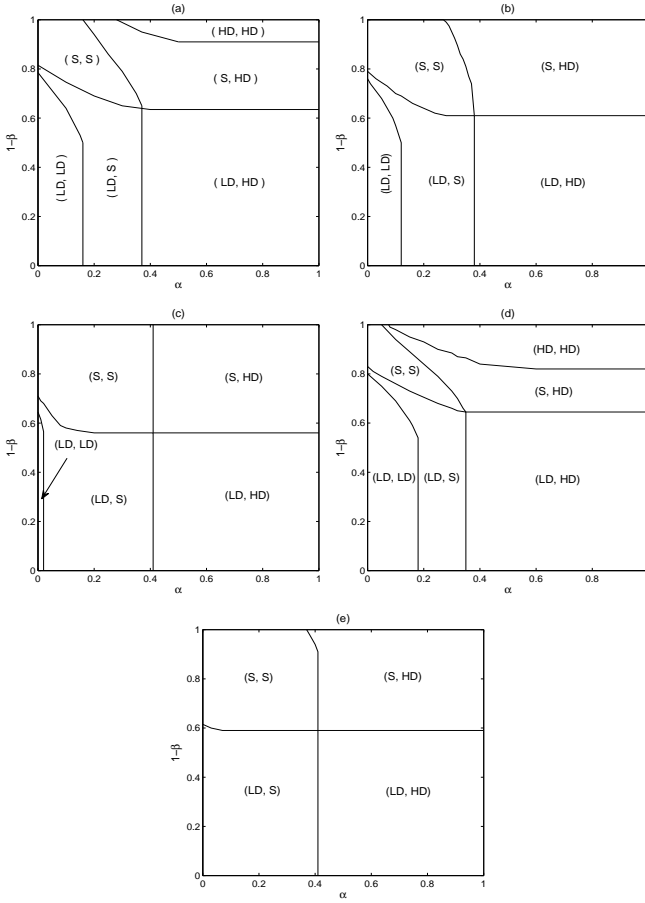 (a)
1
0.8
0.6
0.4
0.2
0
1−β
( HD, HD )
( S, S )
( S, HD )
( LD, LD )
( LD, S )
( LD, HD )
0 0.2 0.4 0.6 0.8 1
α
(b)
1
0.8
0.6
0.4
0.2
0
1−β
(S, S)
(S, HD)
(LD, LD)
(LD, S)
(LD, HD)
0 0.2 0.4 0.6 0.8
α
(c)
1
0.8
0.6
0.4
0.2
0
1−β
(S, S)
(S, HD)
(LD, LD)
(LD, S)
(LD, HD)
0 0.2 0.4 0.6 0.8 1
α
(d)
1
0.8
0.6
0.4
0.2
0
1−β
(HD, HD)
(S, S)
(S, HD)
(LD, LD)
(LD, S)
(LD, HD)
0 0.2 0.4 0.6 0.8
α
(e)
1
0.8
0.6
0.4
0.2
0
1−β
(S, S)
(S, HD)
(LD, S)
(LD, HD)
0 0.2 0.4 0.6 0.8 1
α